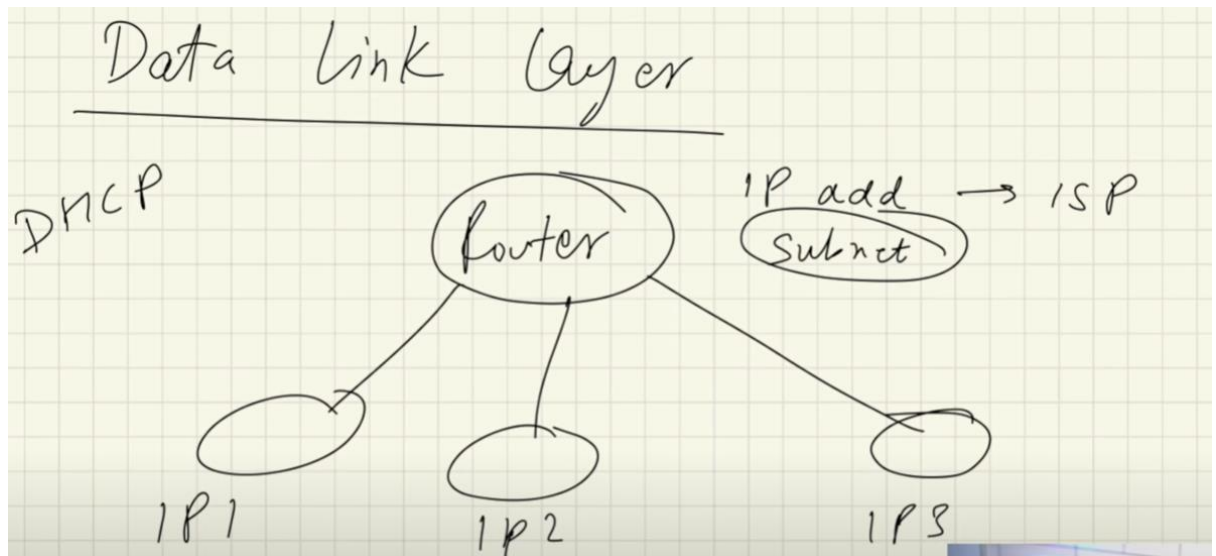 Data Link Layer
DHCP
Router
IP add → ISP
Subnet
IP1
IP2
IP3